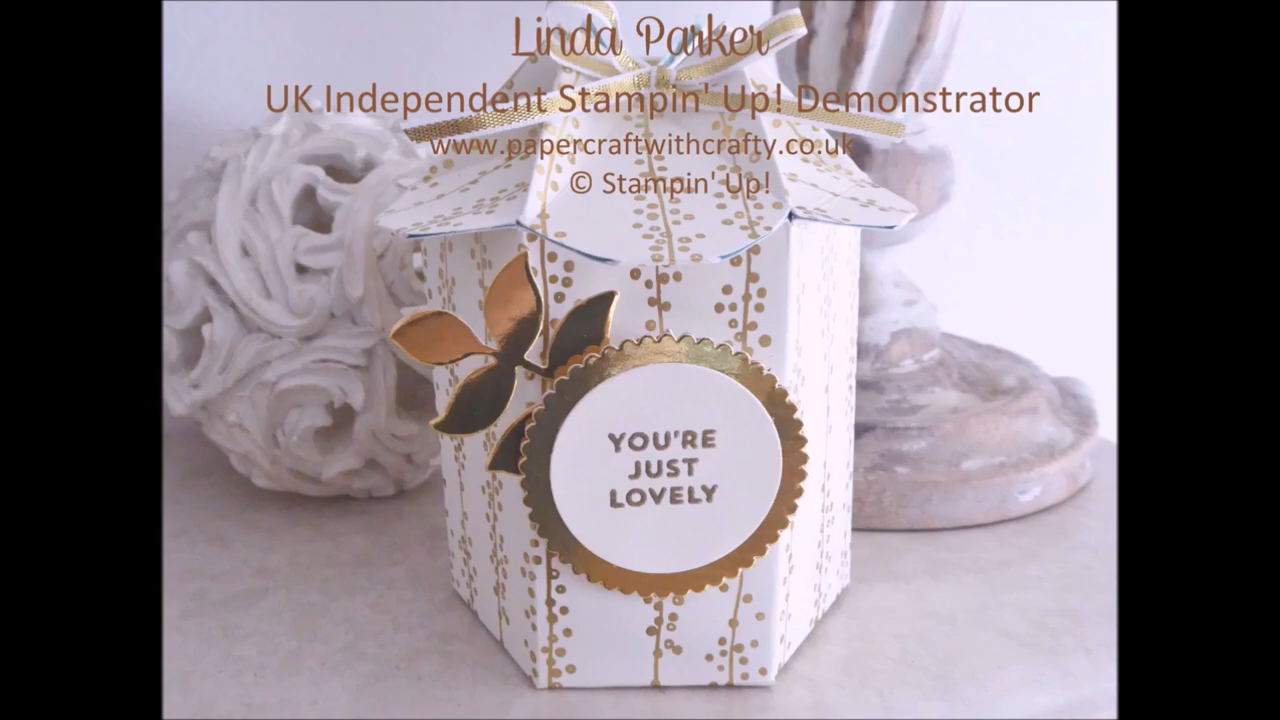 Linda Parker
UK Independent Stampin' Up! Demonstrator
www.papercraftwithcrafty.co.uk
© Stampin' Up!
YOU'RE
JUST
LOVELY